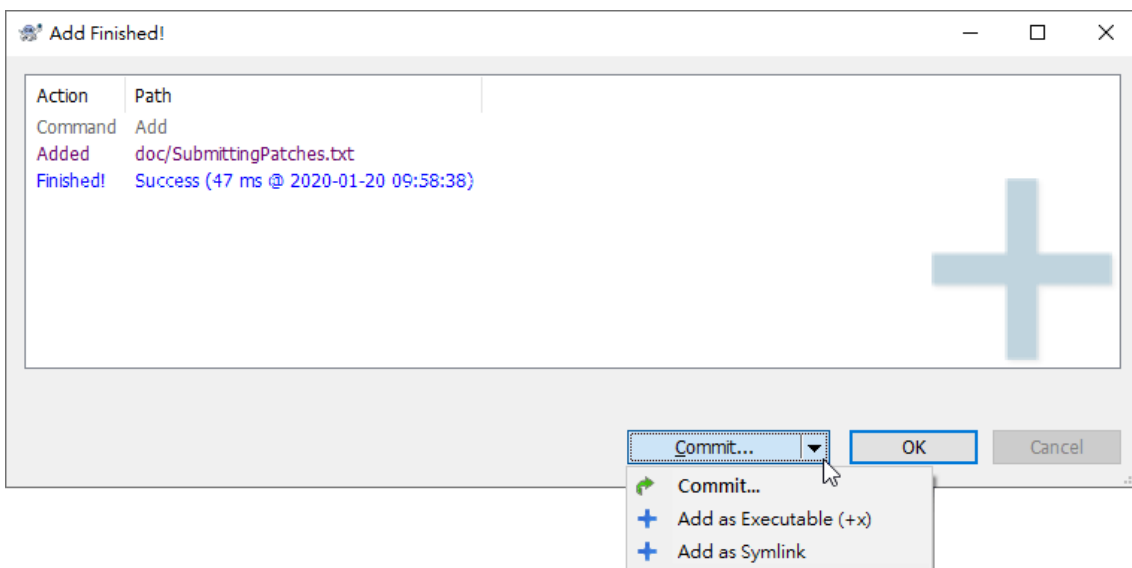 Add Finished!
Action Path
Command Add
Added doc/SubmittingPatches.txt
Finished! Success (47 ms @ 2020-01-20 09:58:38)
Commit... OK Cancel
Commit...
Add as Executable (+x)
Add as Symlink